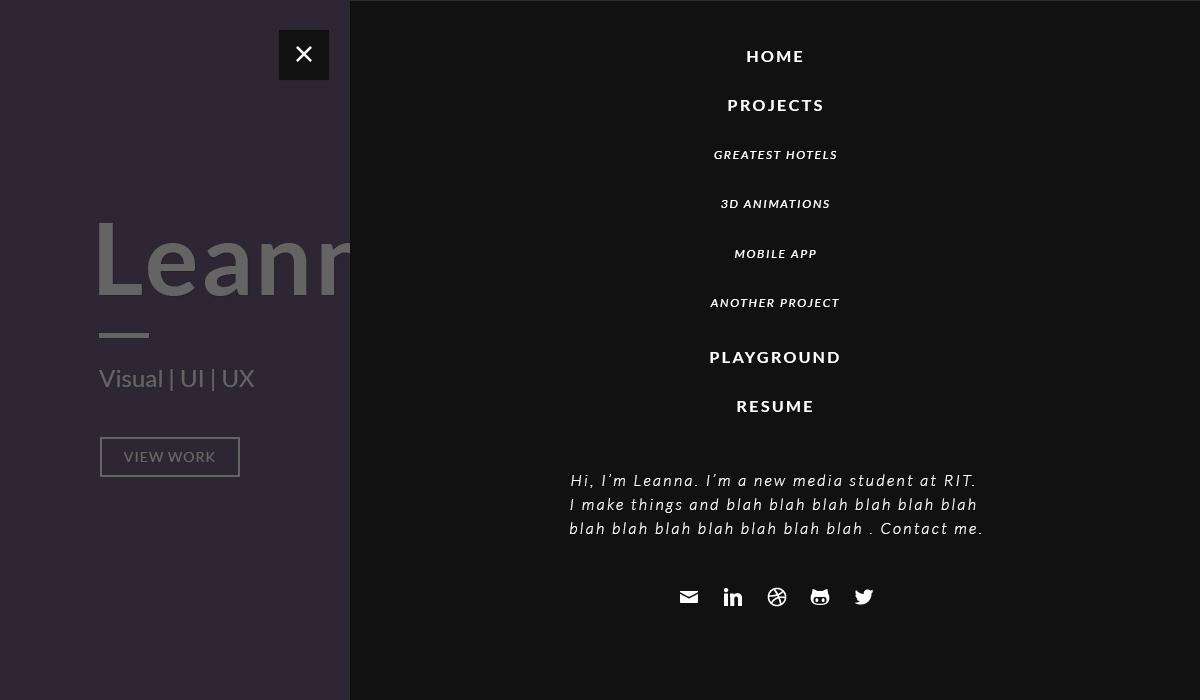 HOME
PROJECTS
GREATEST HOTELS
3D ANIMATIONS
MOBILE APP
ANOTHER PROJECT
PLAYGROUND
RESUME
Hi, I'm Leanna. I'm a new media student at RIT.
I make things and blah blah blah blah blah blah
blah blah blah blah blah blah blah . Contact me.
Leann
Visual | UI | UX
VIEW WORK